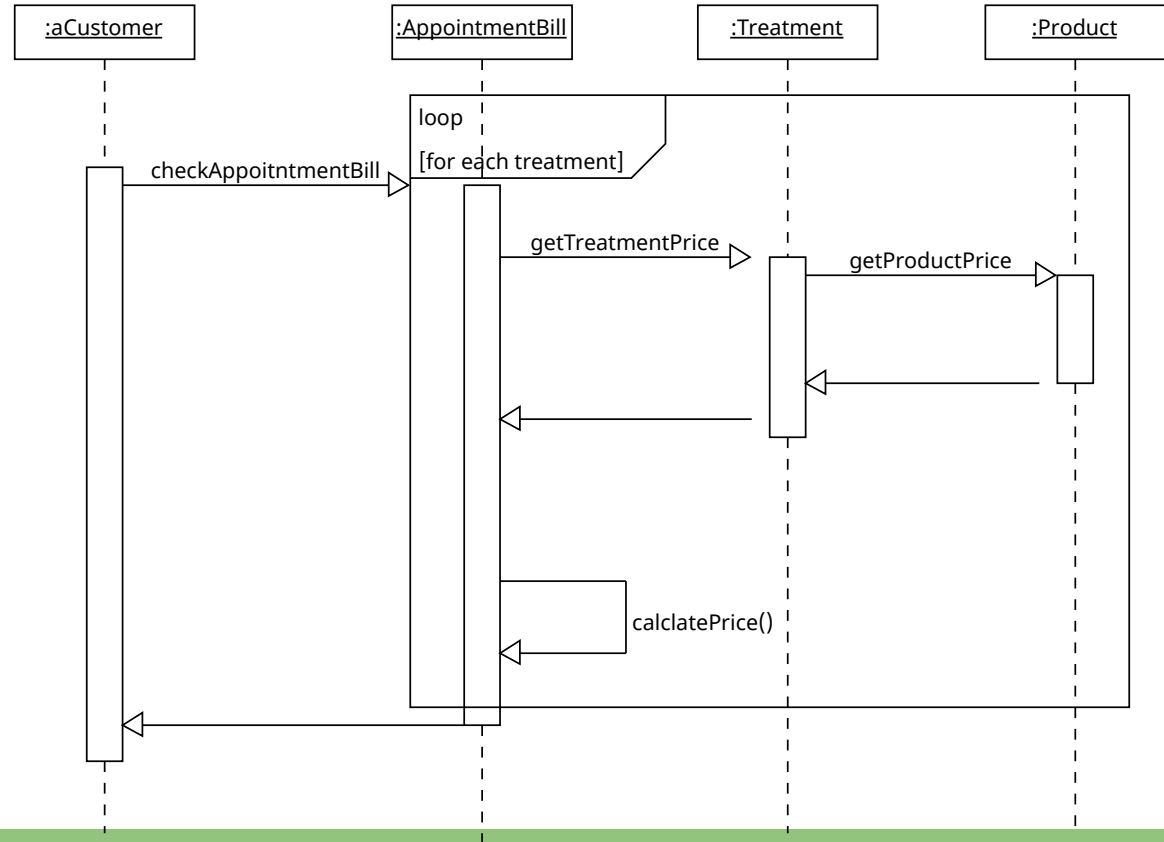 :aCustomer
:AppointmentBill
:Treatment
:Product
loop
[for each treatment]
checkAppoitntmentBill
getTreatmentPrice
getProductPrice
calclatePrice()